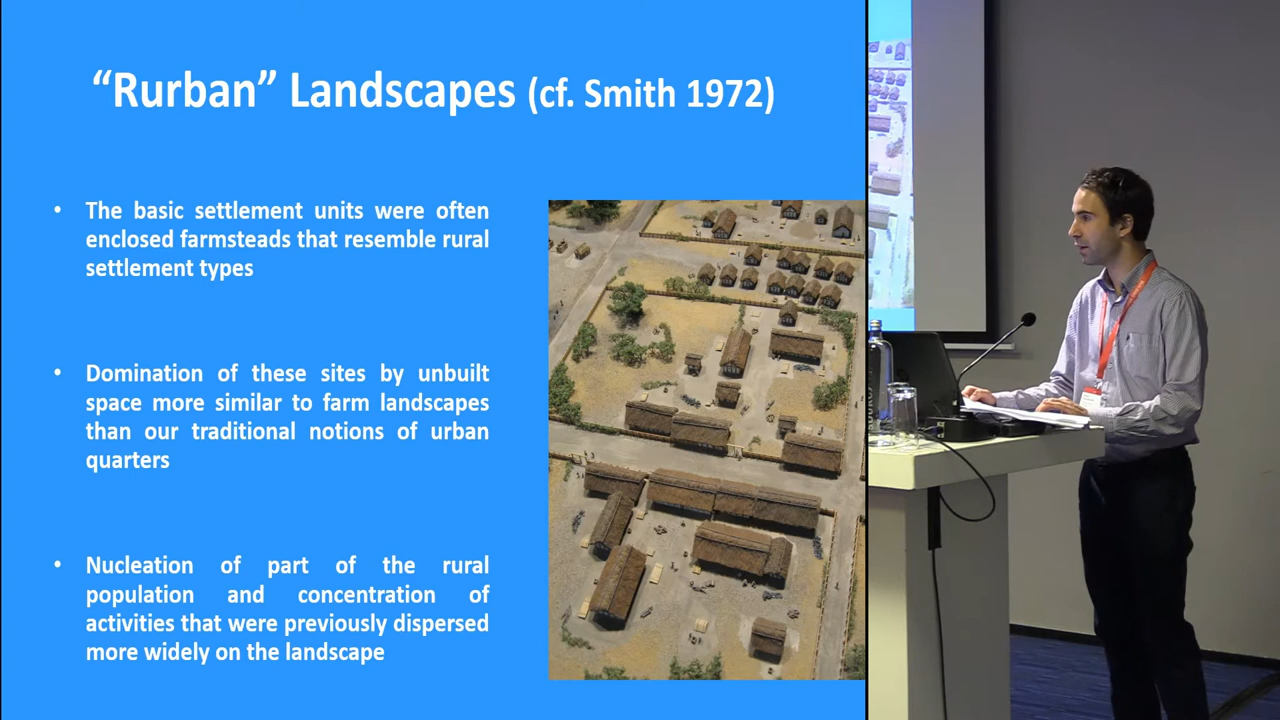 “Rurban” Landscapes (cf. Smith 1972)
• The basic settlement units were often
enclosed farmsteads that resemble rural
settlement types
• Domination of these sites by unbuilt
space more similar to farm landscapes
than our traditional notions of urban
quarters
• Nucleation of part of the rural
population and concentration of
activities that were previously dispersed
more widely on the landscape